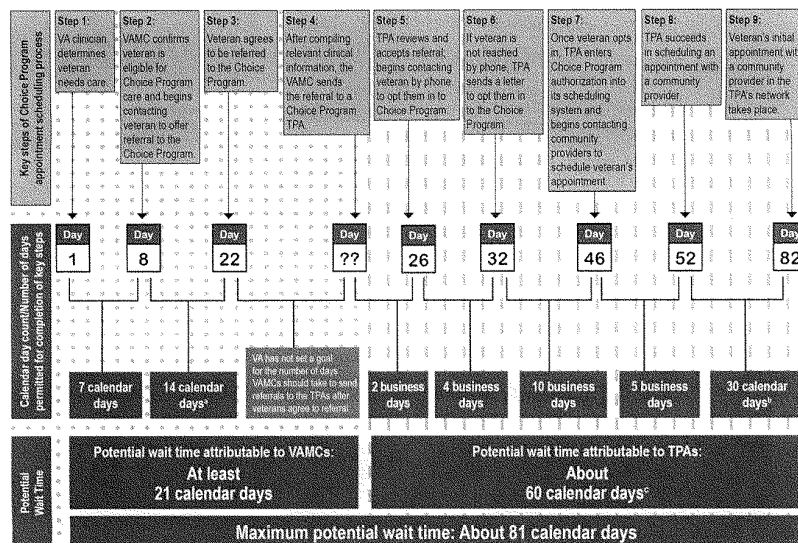 Key steps of Choice Program
appointment scheduling process
Step 1:
VA clinician
determines
veteran
needs care.
Step 2:
VAMC confirms
veteran is
eligible for
Choice Program
care and begins
contacting
veteran to offer
referral to the
Choice Program.
Step 3:
Veteran agrees
to be referred
to the Choice
Program.
Step 4:
After compiling
relevant clinical
information, the
VAMC sends
the referral to a
Choice Program
TPA.
Step 5:
TPA reviews and
accepts referral;
begins contacting
veteran by phone
to opt them in to
Choice Program.
Step 6:
If veteran is
not reached
by phone, TPA
sends a letter
to opt them in
to the Choice
Program.
Step 7:
Once veteran opts
in, TPA enters
Choice Program
authorization into
its scheduling
system and
begins contacting
community
providers to
schedule veteran's
appointment.
Step 8:
TPA succeeds
in scheduling an
appointment with
a community
provider.
Step 9:
Veteran's initial
appointment with
a community
provider in the
TPA's network
takes place.
Calendar day count/Number of days
permitted for completion of key steps
Day
1
Day
8
Day
22
Day
??
Day
26
Day
32
Day
46
Day
52
Day
82
7 calendar
days
14 calendar
daysᵃ
VA has not set a goal
for the number of days
VAMCs should take to send
referrals to the TPAs after
veterans agree to referral.
2 business
days
4 business
days
10 business
days
5 business
days
30 calendar
daysᵇ
Potential
Wait Time
Potential wait time attributable to VAMCs:
At least
21 calendar days
Potential wait time attributable to TPAs:
About
60 calendar daysᶜ
Maximum potential wait time: About 81 calendar days